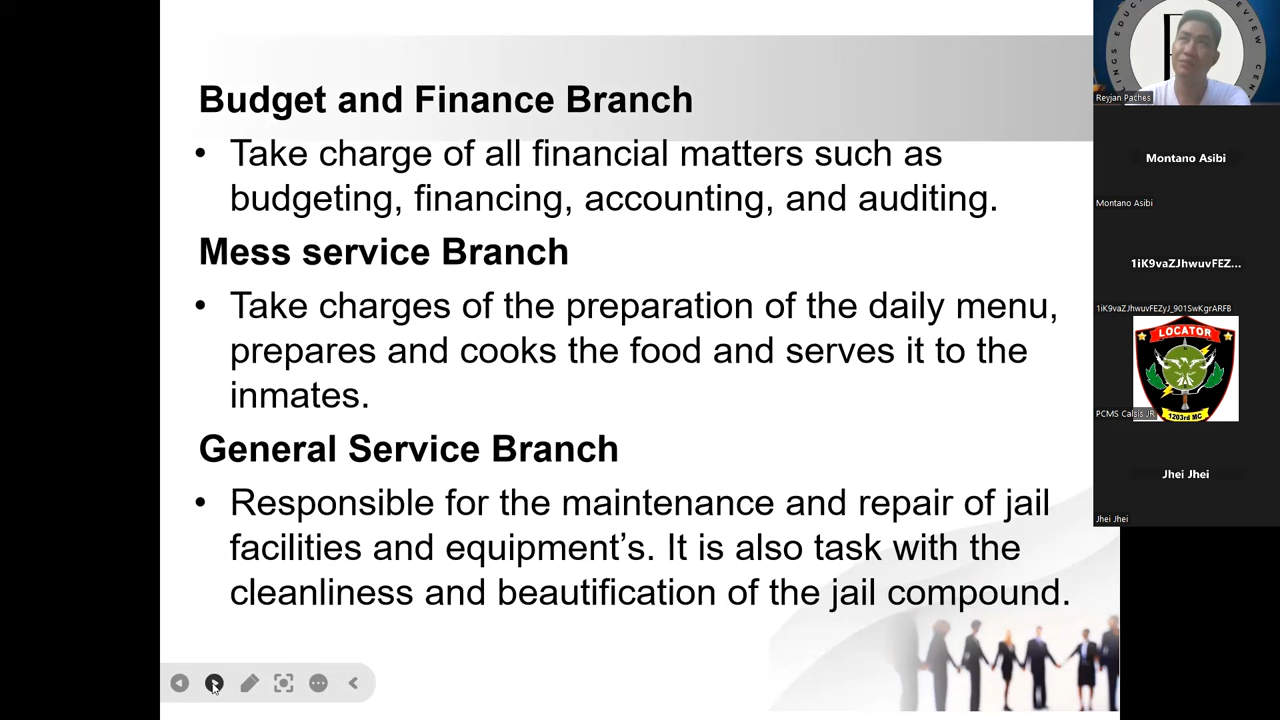 Budget and Finance Branch
• Take charge of all financial matters such as
budgeting, financing, accounting, and auditing.
Mess service Branch
• Take charges of the preparation of the daily menu,
prepares and cooks the food and serves it to the
inmates.
General Service Branch
• Responsible for the maintenance and repair of jail
facilities and equipment’s. It is also task with the
cleanliness and beautification of the jail compound.
Reyjan Paches
Montano Asibi
Montano Asibi
1iK9vaZJhwuvFEZ...
1iK9vaZJhwuvFEZyJ_901SwKgrARFB
LOCATOR
1203rd MC
PCMS Calsis JR
Jhei Jhei
Jhei Jhei